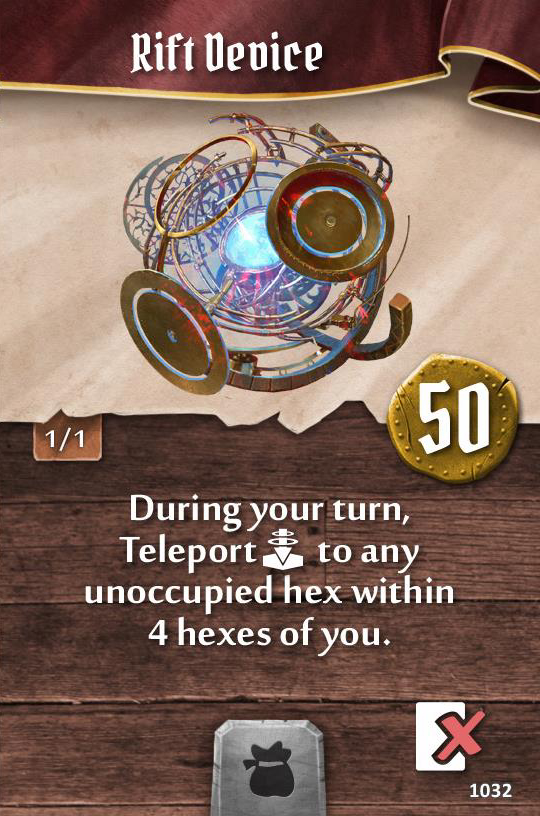 Rift Device
50
1/1
During your turn,
Teleport to any
unoccupied hex within
4 hexes of you.
1032